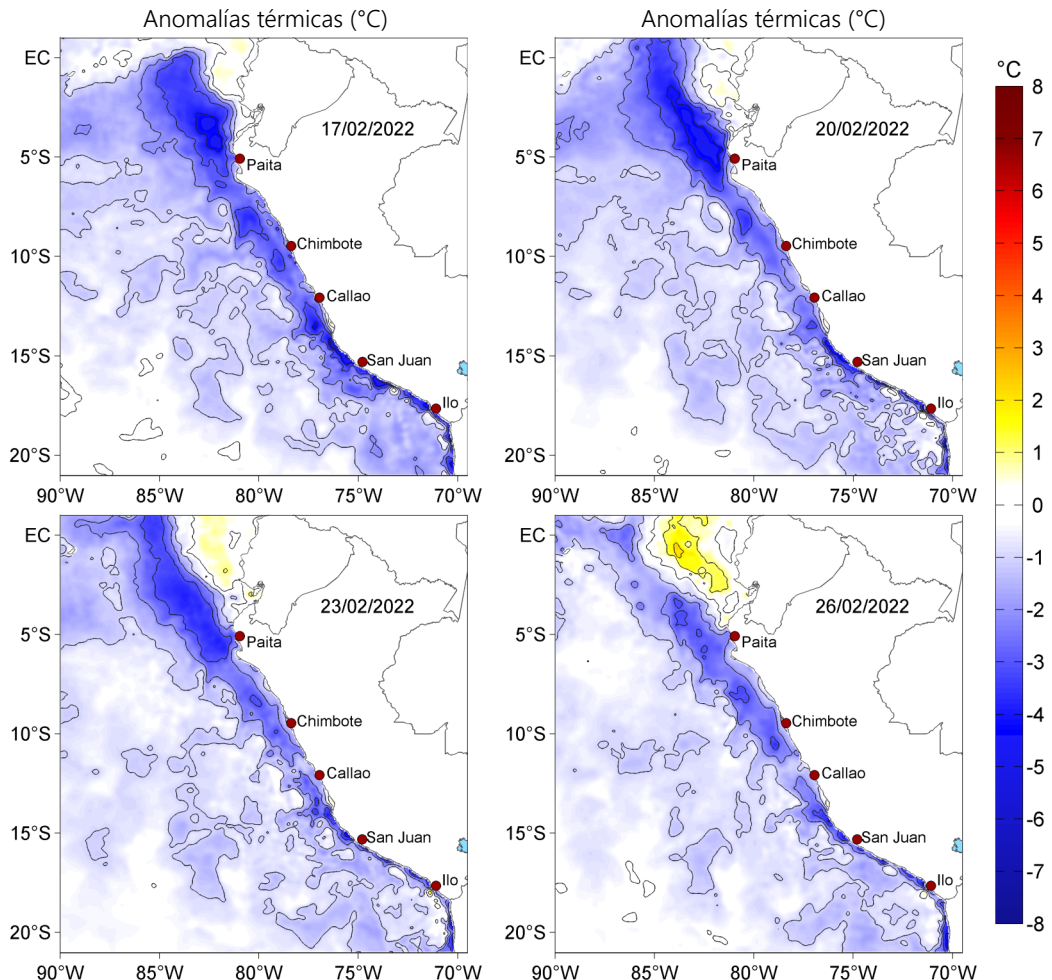 Anomalías térmicas (°C)
Anomalías térmicas (°C)
EC
5°S
10°S
15°S
20°S
17/02/2022
Paita
Chimbote
Callao
San Juan
Ilo
90°W
85°W
80°W
75°W
70°W
EC
5°S
10°S
15°S
20°S
20/02/2022
Paita
Chimbote
Callao
San Juan
Ilo
90°W
85°W
80°W
75°W
70°W
EC
5°S
10°S
15°S
20°S
23/02/2022
Paita
Chimbote
Callao
San Juan
Ilo
90°W
85°W
80°W
75°W
70°W
EC
5°S
10°S
15°S
20°S
26/02/2022
Paita
Chimbote
Callao
San Juan
Ilo
90°W
85°W
80°W
75°W
70°W
°C
8
7
6
5
4
3
2
1
0
-1
-2
-3
-4
-5
-6
-7
-8